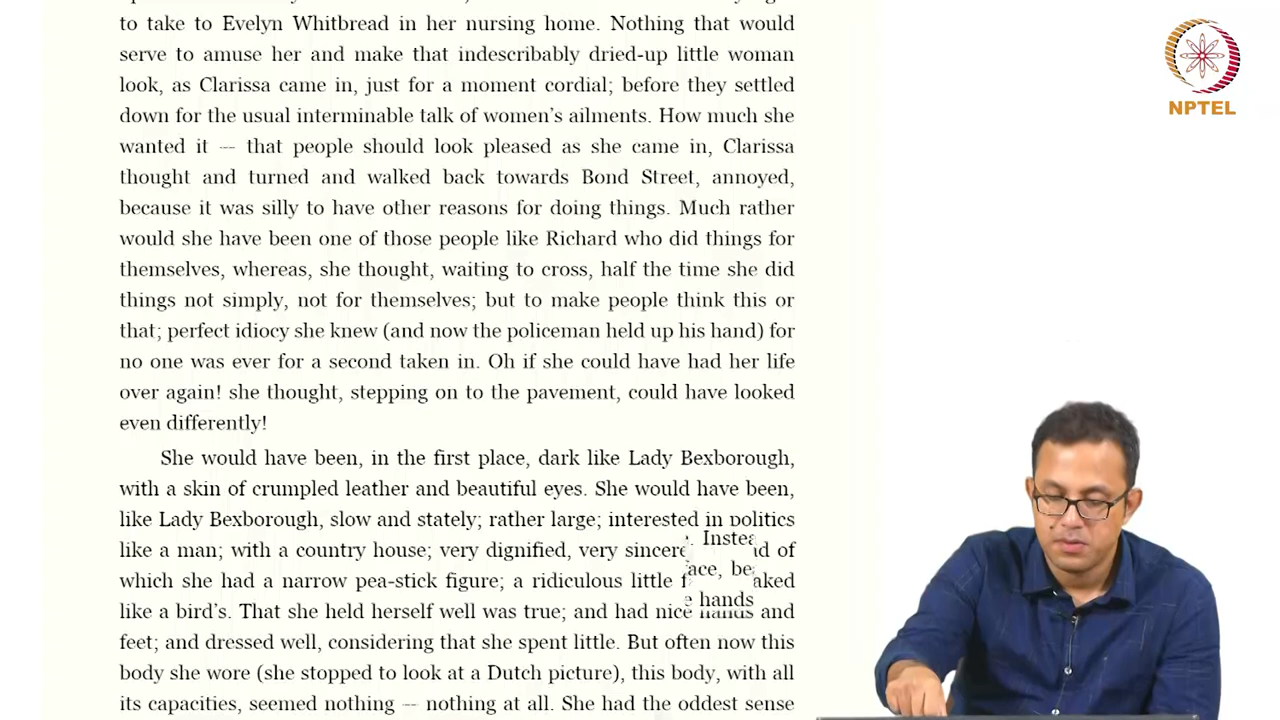 to take to Evelyn Whitbread in her nursing home. Nothing that would
serve to amuse her and make that indescribably dried-up little woman
look, as Clarissa came in, just for a moment cordial; before they settled
down for the usual interminable talk of women's ailments. How much she
wanted it — that people should look pleased as she came in, Clarissa
thought and turned and walked back towards Bond Street, annoyed,
because it was silly to have other reasons for doing things. Much rather
would she have been one of those people like Richard who did things for
themselves, whereas, she thought, waiting to cross, half the time she did
things not simply, not for themselves; but to make people think this or
that; perfect idiocy she knew (and now the policeman held up his hand) for
no one was ever for a second taken in. Oh if she could have had her life
over again! she thought, stepping on to the pavement, could have looked
even differently!
She would have been, in the first place, dark like Lady Bexborough,
with a skin of crumpled leather and beautiful eyes. She would have been,
like Lady Bexborough, slow and stately; rather large; interested in politics
like a man; with a country house; very dignified, very sincere. Instead of
which she had a narrow pea-stick figure; a ridiculous little face, beaked
like a bird's. That she held herself well was true; and had nice hands and
feet; and dressed well, considering that she spent little. But often now this
body she wore (she stopped to look at a Dutch picture), this body, with all
its capacities, seemed nothing — nothing at all. She had the oddest sense
NPTEL